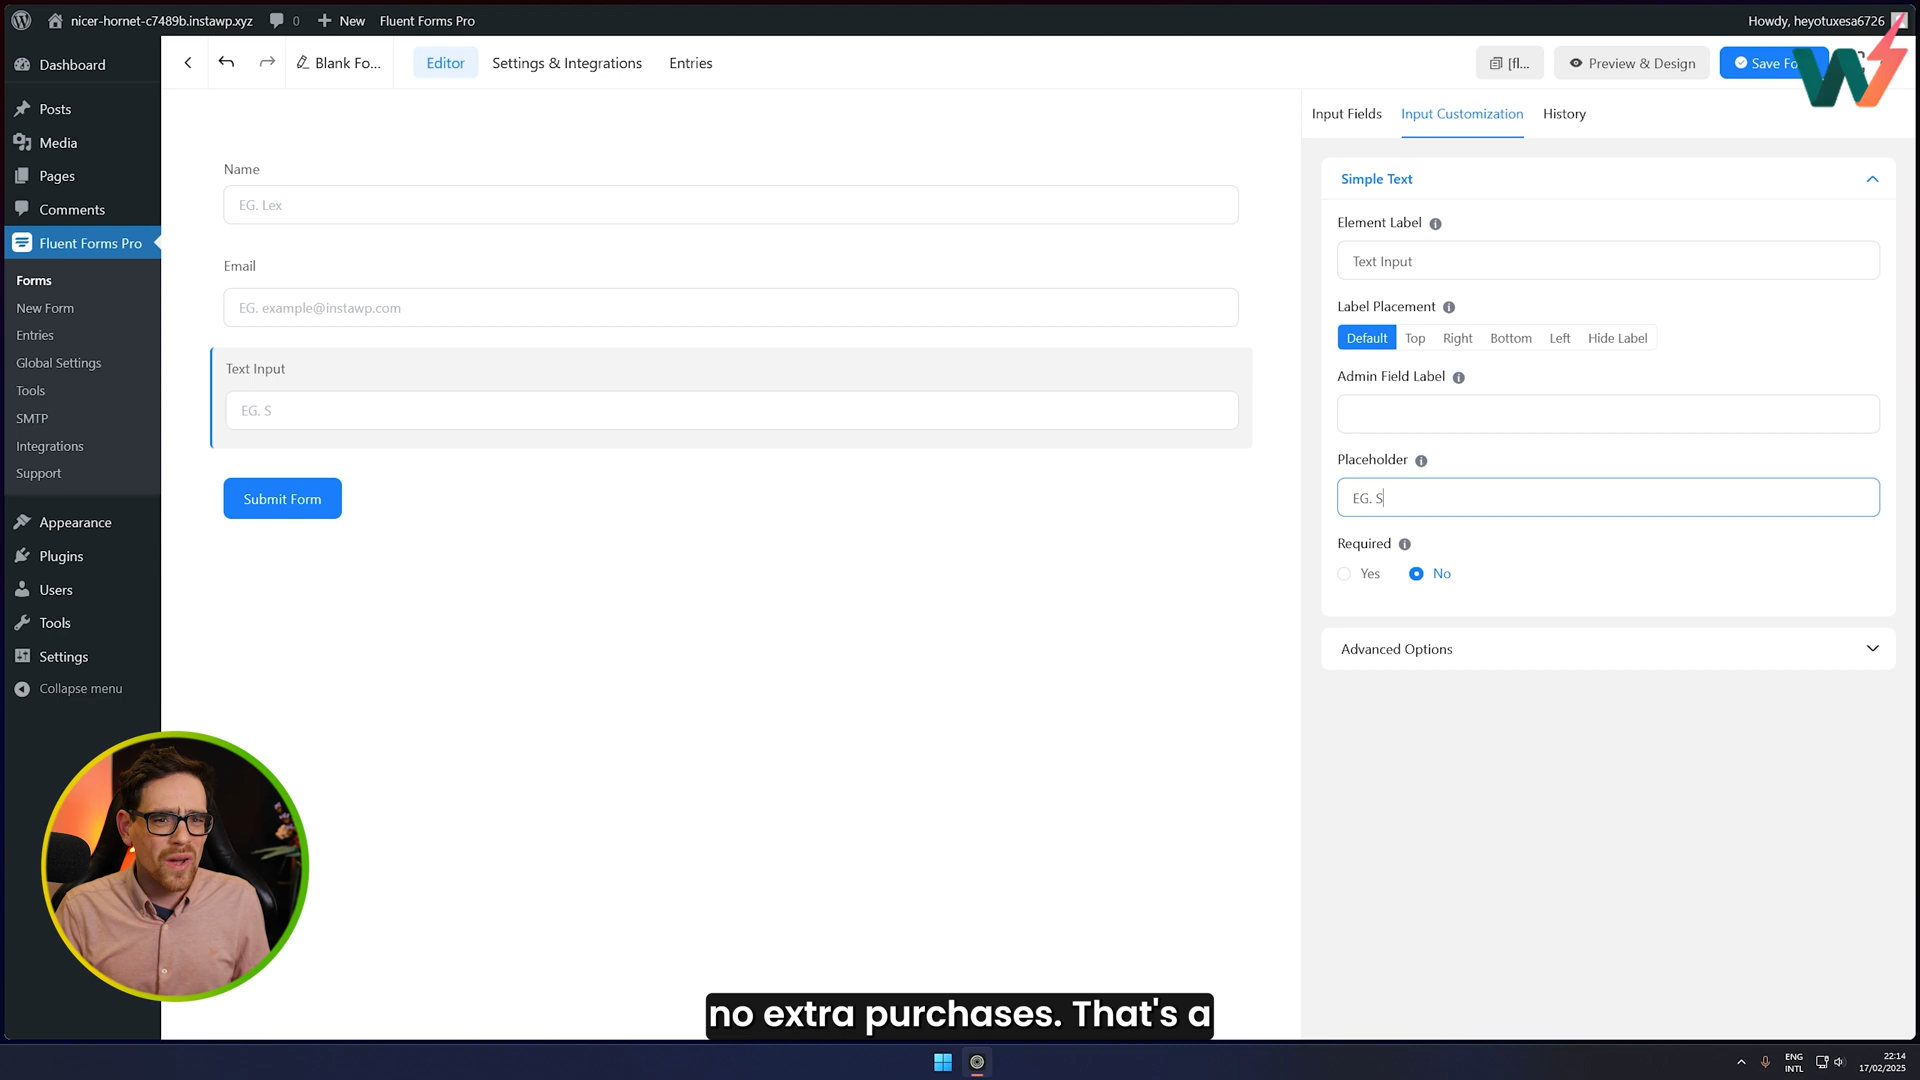 nicer-hornet-c7489b.instawp.xyz
0
New
Fluent Forms Pro
Howdy, heyotuxesa6726
Dashboard
Posts
Media
Pages
Comments
Fluent Forms Pro
Forms
New Form
Entries
Global Settings
Tools
SMTP
Integrations
Support
Appearance
Plugins
Users
Tools
Settings
Collapse menu
Blank Fo...
Editor
Settings & Integrations
Entries
[fl...
Preview & Design
Save Fo
W
Name
EG. Lex
Email
EG. example@instawp.com
Text Input
EG. S
Submit Form
Input Fields
Input Customization
History
Simple Text
Element Label
Text Input
Label Placement
Default
Top
Right
Bottom
Left
Hide Label
Admin Field Label
Placeholder
EG. S
Required
Yes
No
Advanced Options
no extra purchases. That's a
ENG
INTL
22:14
17/02/2025